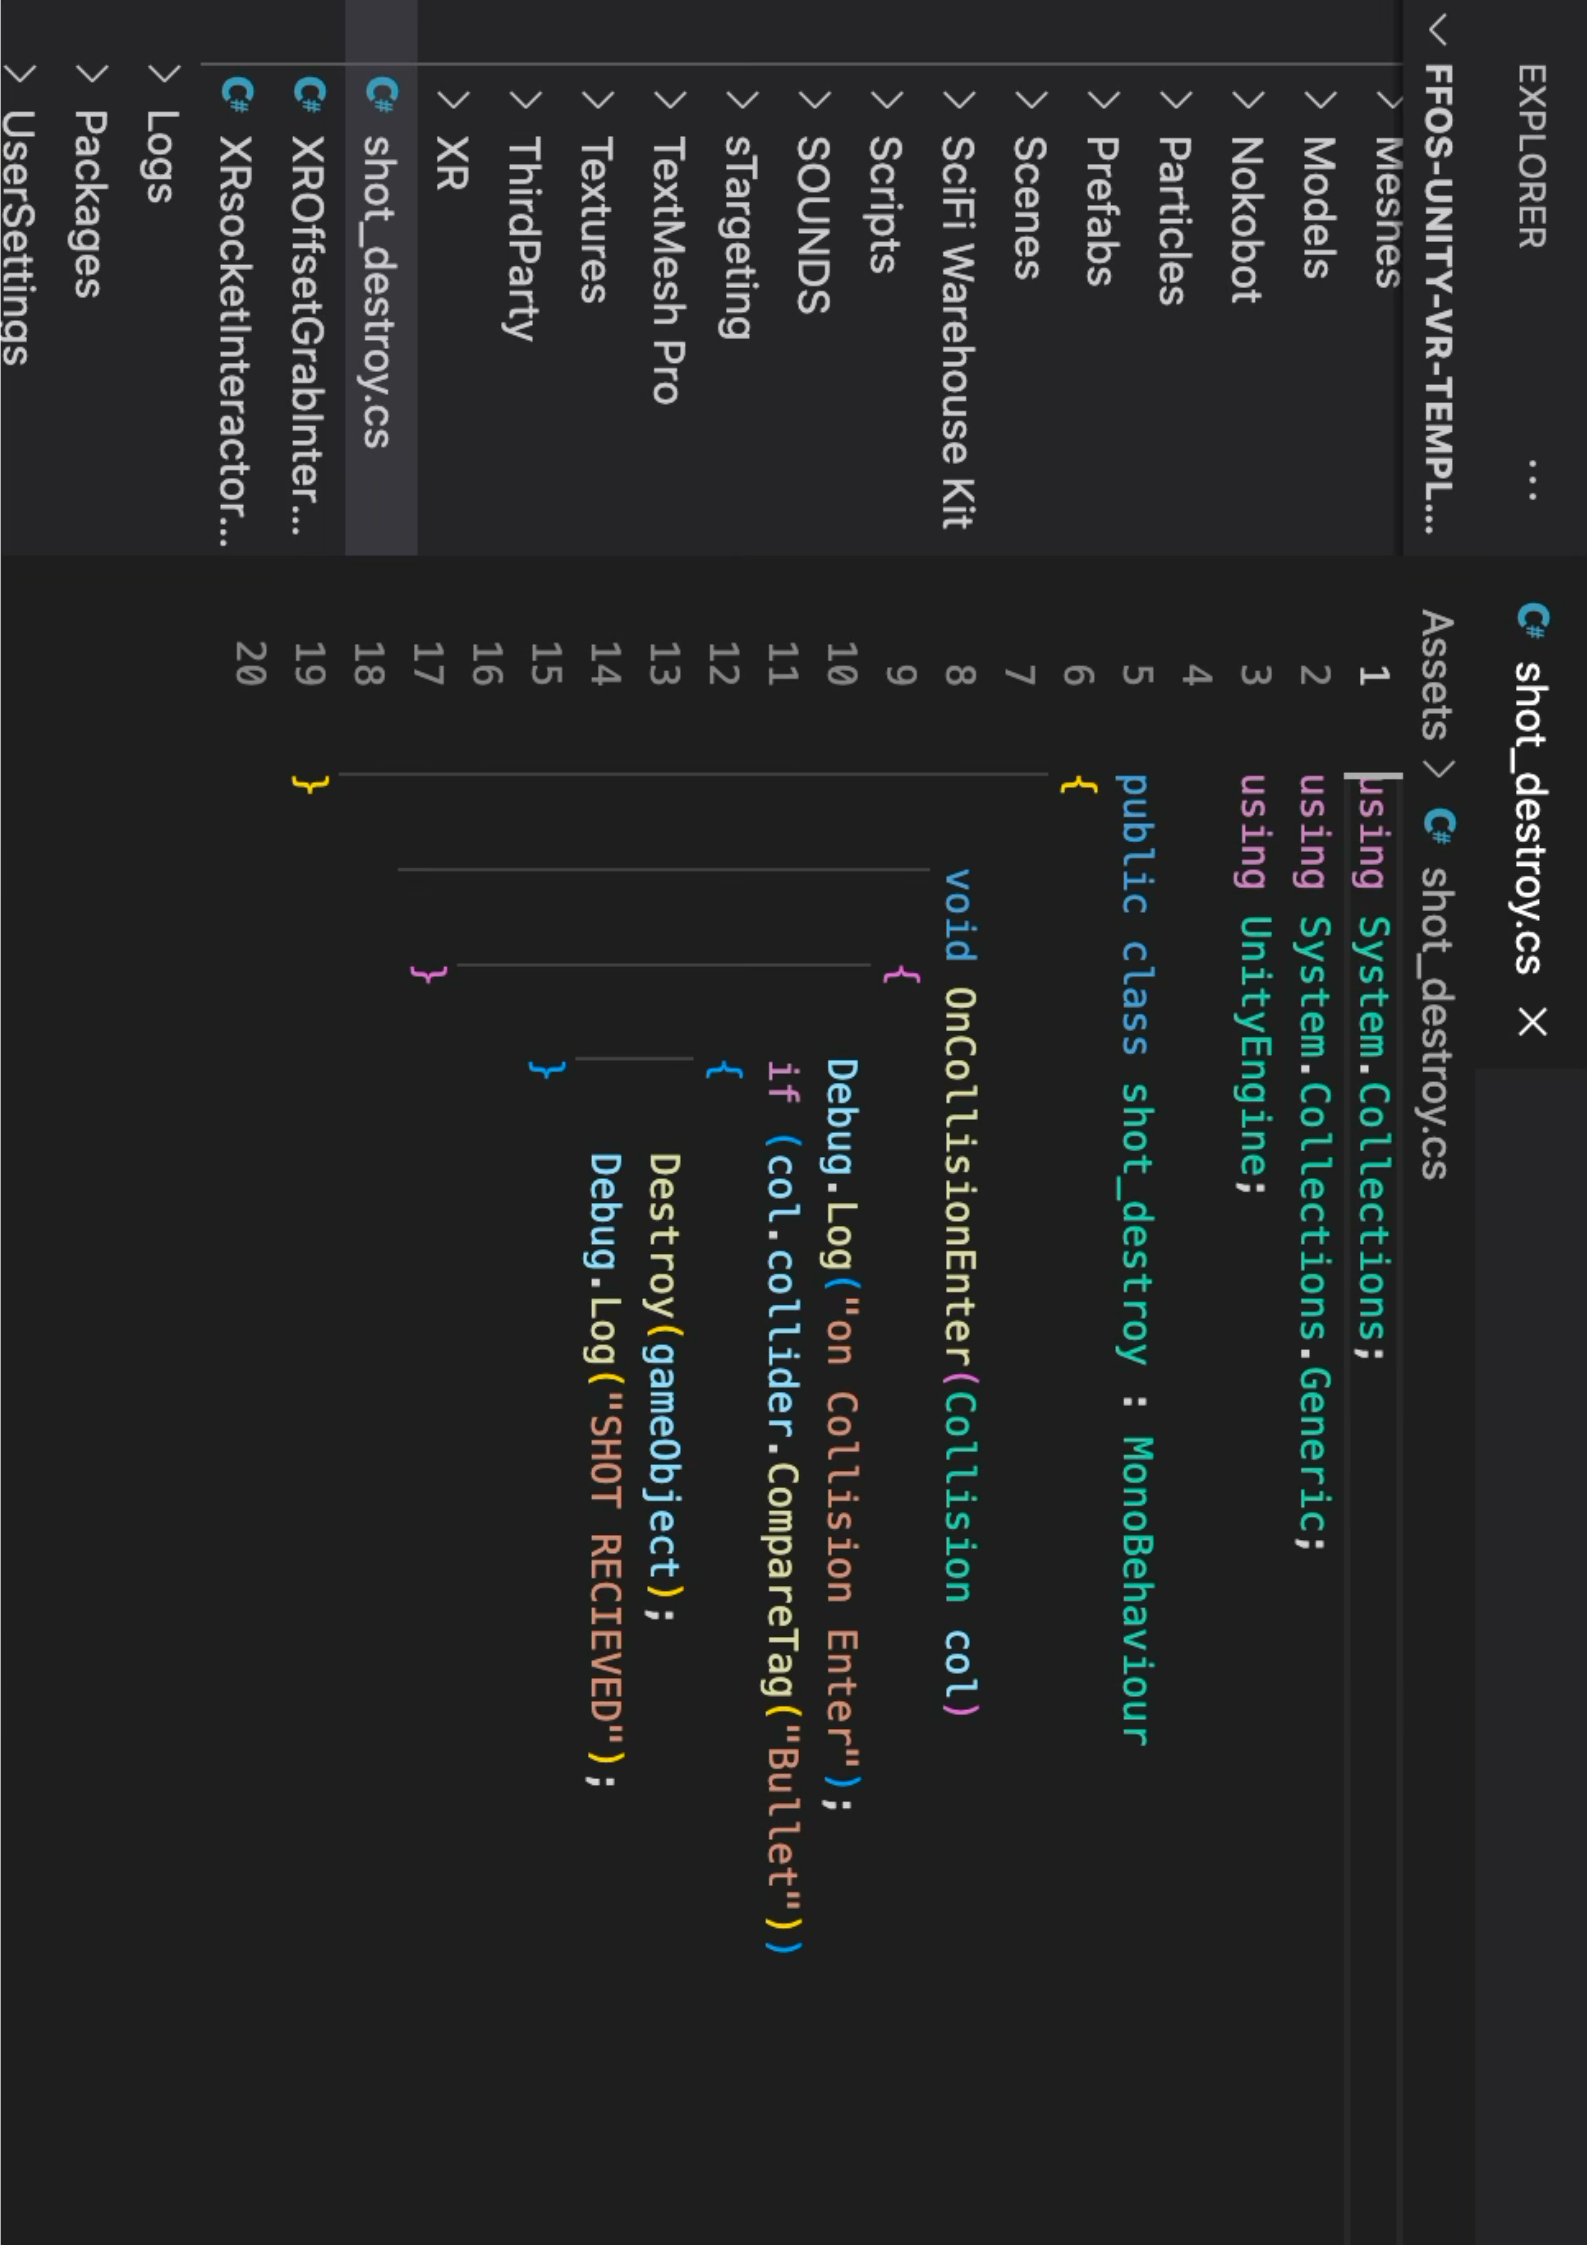 EXPLORER ...
FFOS-UNITY-VR-TEMPL...
Meshes
Models
Nokobot
Particles
Prefabs
Scenes
SciFi Warehouse Kit
Scripts
SOUNDS
sTargeting
TextMesh Pro
Textures
ThirdParty
XR
C# shot_destroy.cs
C# XROffsetGrabInter...
C# XRsocketInteractor...
Logs
Packages
UserSettings
C# shot_destroy.cs ×
Assets > C# shot_destroy.cs
1 using System.Collections;
2 using System.Collections.Generic;
3 using UnityEngine;
4
5 public class shot_destroy : MonoBehaviour
6 {
7
8 void OnCollisionEnter(Collision col)
9 {
10 Debug.Log("on Collision Enter");
11 if (col.collider.CompareTag("Bullet"))
12 {
13 Destroy(gameObject);
14 Debug.Log("SHOT RECIEVED");
15 }
16
17 }
18
19 }
20